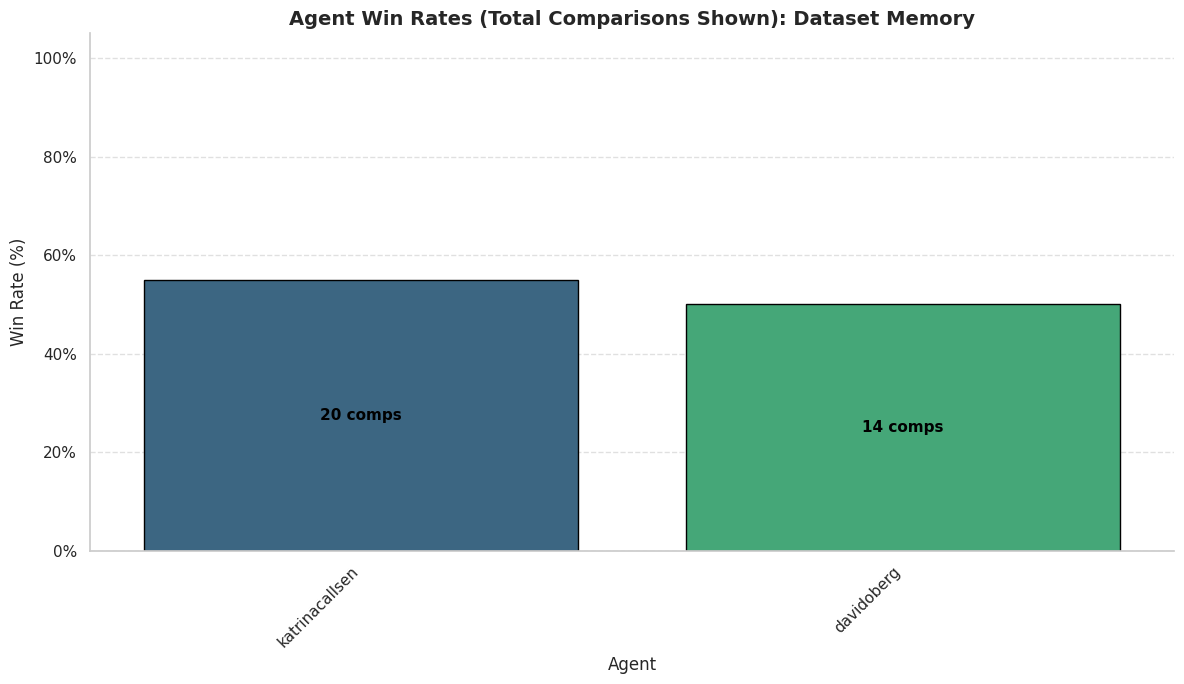 Agent Win Rates (Total Comparisons Shown): Dataset Memory
100%
80%
60%
40%
20%
0%
Win Rate (%)
20 comps
14 comps
katrinacallsen
davidoberg
Agent